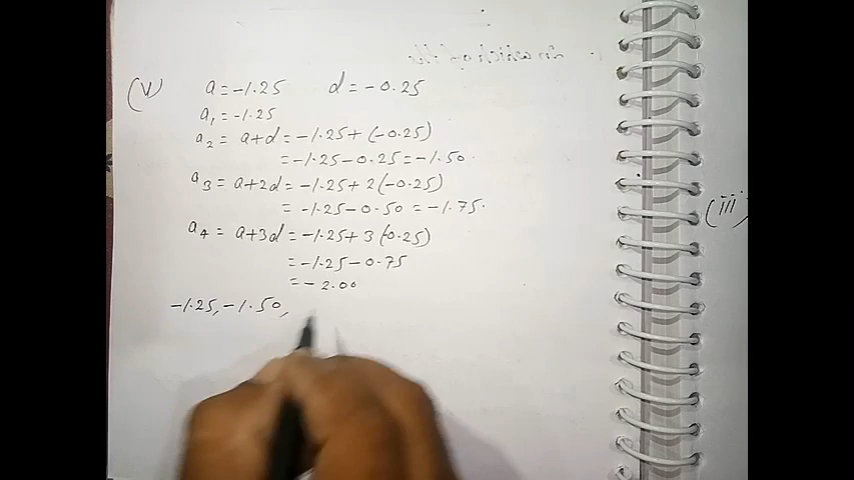 (V) a = -1.25 d = -0.25
a₁ = -1.25
a₂ = a+d = -1.25+(-0.25)
= -1.25-0.25 = -1.50.
a₃ = a+2d = -1.25+2(-0.25)
= -1.25-0.50 = -1.75.
a₄ = a+3d = -1.25+3(-0.25)
= -1.25-0.75
= -2.00
-1.25, -1.50,
(iii)